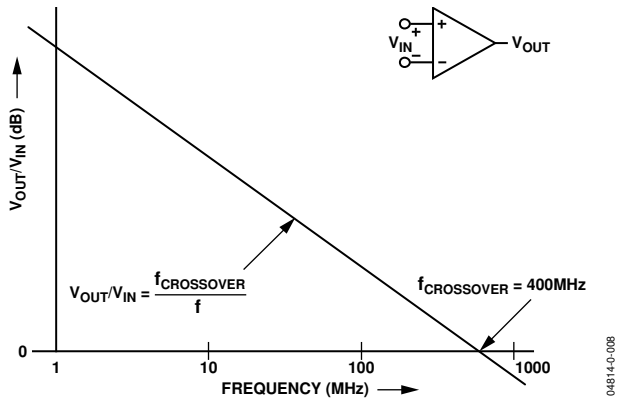 +
+
V_IN
−
−
V_OUT
V_OUT/V_IN (dB)
V_OUT/V_IN = f_CROSSOVER
f
f_CROSSOVER = 400MHz
0
1 10 100 1000
FREQUENCY (MHz)
04814-0-008